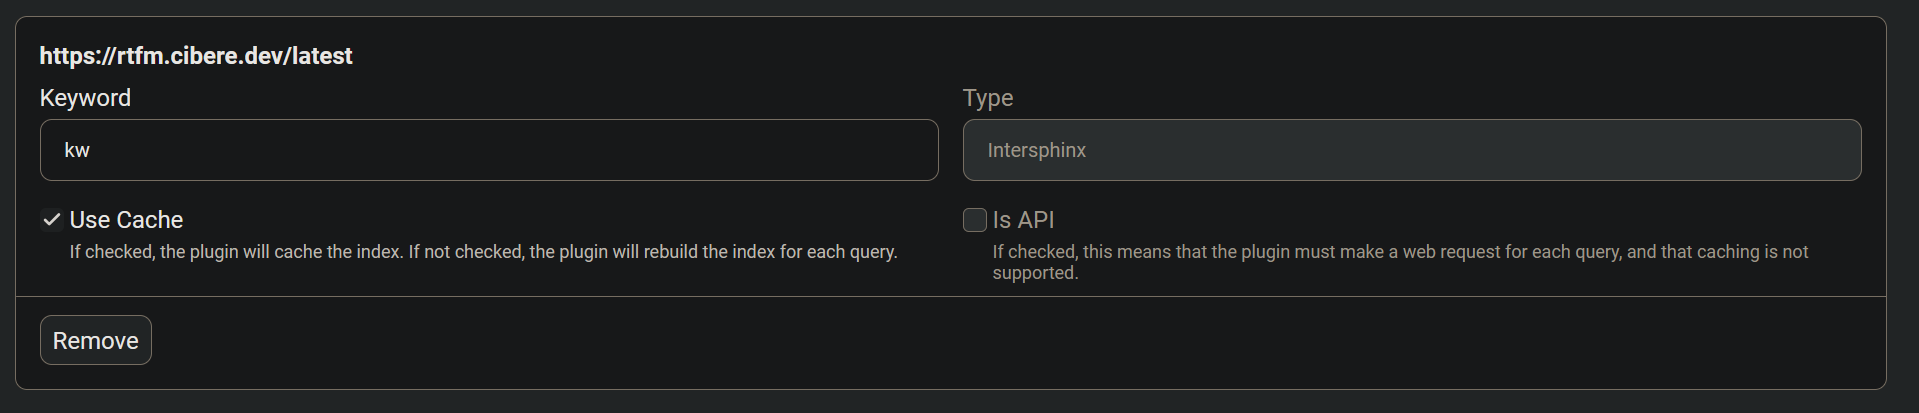 https://rtfm.cibere.dev/latest
Keyword
Type
kw
Intersphinx
Use Cache
If checked, the plugin will cache the index. If not checked, the plugin will rebuild the index for each query.
Is API
If checked, this means that the plugin must make a web request for each query, and that caching is not
supported.
Remove